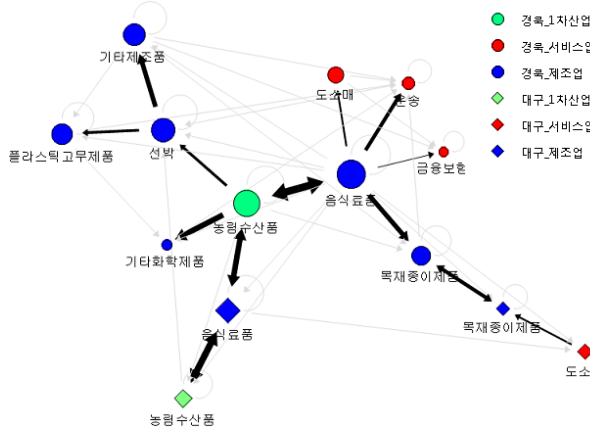 경북_1차산업
경북_서비스업
경북_제조업
대구_1차산업
대구_서비스업
대구_제조업
기타제조품
도소매
운송
플라스틱고무제품
선박
금융보험
음식료품
농림수산품
기타화학제품
목재종이제품
음식료품
목재종이제품
도소
농림수산품